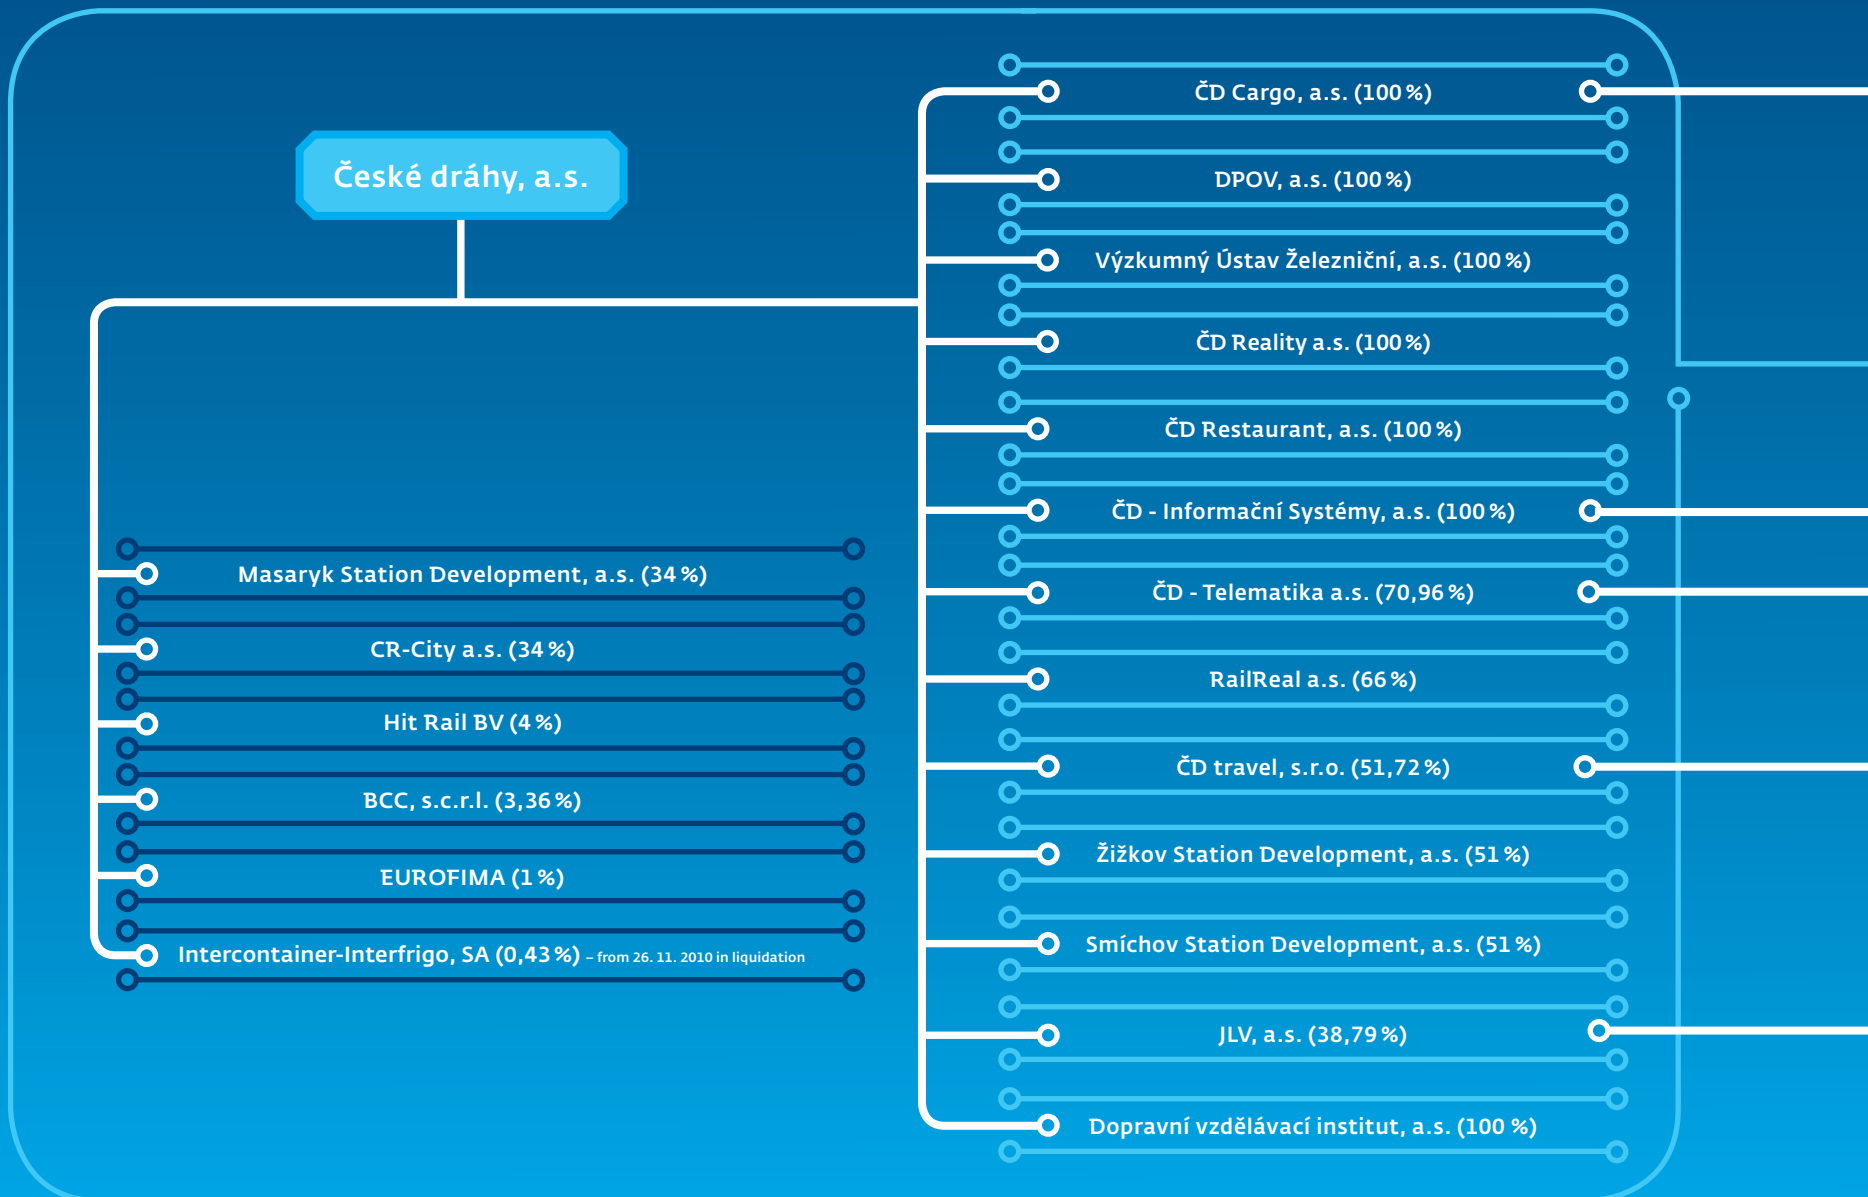 České dráhy, a.s.
Masaryk Station Development, a.s. (34 %)
CR-City a.s. (34 %)
Hit Rail BV (4 %)
BCC, s.c.r.l. (3,36 %)
EUROFIMA (1 %)
Intercontainer-Interfrigo, SA (0,43 %) – from 26. 11. 2010 in liquidation
ČD Cargo, a.s. (100 %)
DPOV, a.s. (100 %)
Výzkumný Ústav Železniční, a.s. (100 %)
ČD Reality a.s. (100 %)
ČD Restaurant, a.s. (100 %)
ČD - Informační Systémy, a.s. (100 %)
ČD - Telematika a.s. (70,96 %)
RailReal a.s. (66 %)
ČD travel, s.r.o. (51,72 %)
Žižkov Station Development, a.s. (51 %)
Smíchov Station Development, a.s. (51 %)
JLV, a.s. (38,79 %)
Dopravní vzdělávací institut, a.s. (100 %)